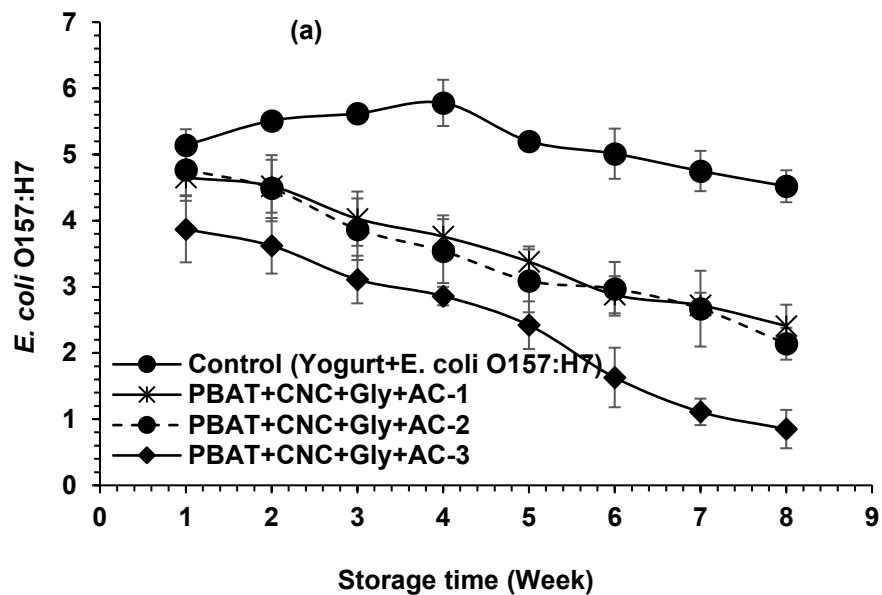 (a)
7
6
5
4
3
2
1
0
E. coli O157:H7
Control (Yogurt+E. coli O157:H7)
PBAT+CNC+Gly+AC-1
PBAT+CNC+Gly+AC-2
PBAT+CNC+Gly+AC-3
0 1 2 3 4 5 6 7 8 9
Storage time (Week)